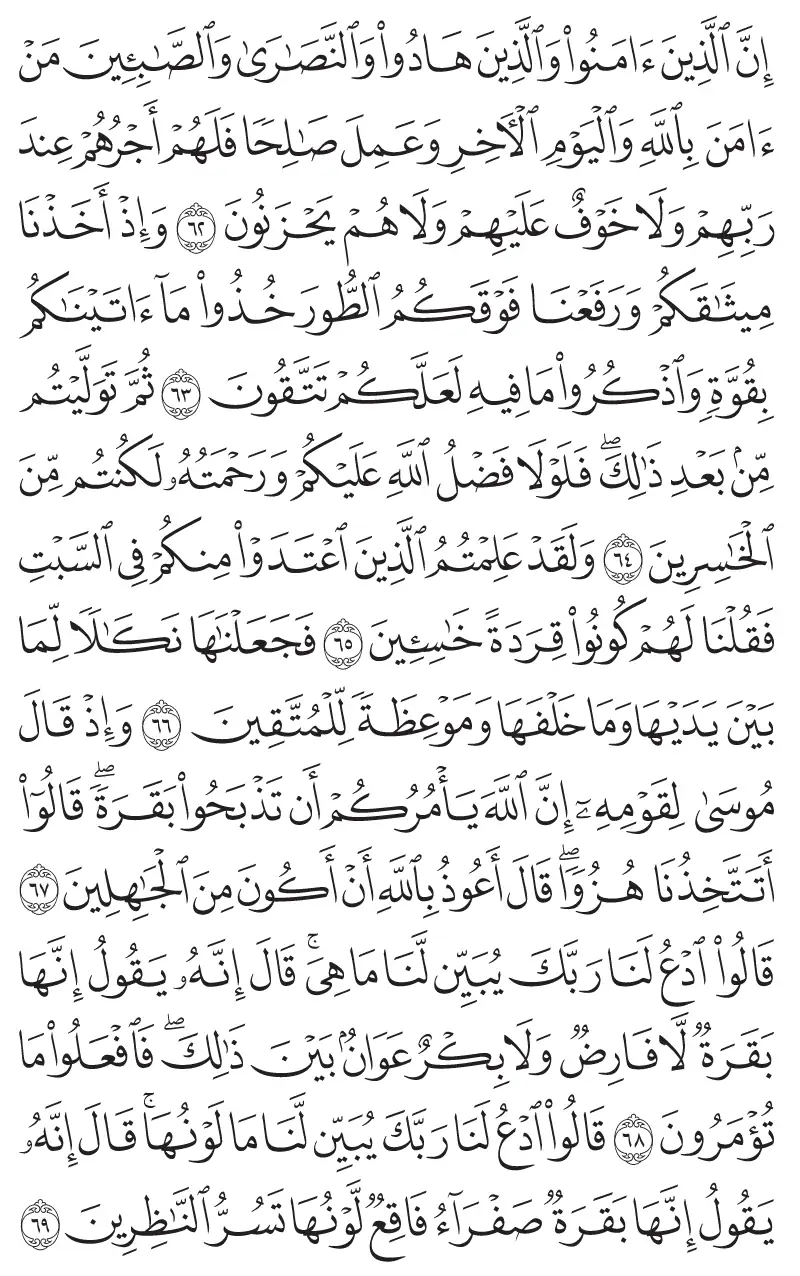 إِنَّ ٱلَّذِينَ ءَامَنُوا۟ وَٱلَّذِينَ هَادُوا۟ وَٱلنَّصَـٰرَىٰ وَٱلصَّـٰبِـِٔينَ مَنْ
ءَامَنَ بِٱللَّهِ وَٱلْيَوْمِ ٱلْـَٔاخِرِ وَعَمِلَ صَـٰلِحًا فَلَهُمْ أَجْرُهُمْ عِندَ
رَبِّهِمْ وَلَا خَوْفٌ عَلَيْهِمْ وَلَا هُمْ يَحْزَنُونَ ٦٢ وَإِذْ أَخَذْنَا
مِيثَـٰقَكُمْ وَرَفَعْنَا فَوْقَكُمُ ٱلطُّورَ خُذُوا۟ مَآ ءَاتَيْنَـٰكُم
بِقُوَّةٍ وَٱذْكُرُوا۟ مَا فِيهِ لَعَلَّكُمْ تَتَّقُونَ ٦٣ ثُمَّ تَوَلَّيْتُم
مِّنۢ بَعْدِ ذَٰلِكَ ۖ فَلَوْلَا فَضْلُ ٱللَّهِ عَلَيْكُمْ وَرَحْمَتُهُۥ لَكُنتُم مِّنَ
ٱلْخَـٰسِرِينَ ٦٤ وَلَقَدْ عَلِمْتُمُ ٱلَّذِينَ ٱعْتَدَوْا۟ مِنكُمْ فِى ٱلسَّبْتِ
فَقُلْنَا لَهُمْ كُونُوا۟ قِرَدَةً خَـٰسِـِٔينَ ٦٥ فَجَعَلْنَـٰهَا نَكَـٰلًا لِّمَا
بَيْنَ يَدَيْهَا وَمَا خَلْفَهَا وَمَوْعِظَةً لِّلْمُتَّقِينَ ٦٦ وَإِذْ قَالَ
مُوسَىٰ لِقَوْمِهِۦٓ إِنَّ ٱللَّهَ يَأْمُرُكُمْ أَن تَذْبَحُوا۟ بَقَرَةً ۖ قَالُوٓا۟
أَتَتَّخِذُنَا هُزُوًا ۖ قَالَ أَعُوذُ بِٱللَّهِ أَنْ أَكُونَ مِنَ ٱلْجَـٰهِلِينَ ٦٧
قَالُوا۟ ٱدْعُ لَنَا رَبَّكَ يُبَيِّن لَّنَا مَا هِىَ ۚ قَالَ إِنَّهُۥ يَقُولُ إِنَّهَا
بَقَرَةٌ لَّا فَارِضٌ وَلَا بِكْرٌ عَوَانٌۢ بَيْنَ ذَٰلِكَ ۖ فَٱفْعَلُوا۟ مَا
تُؤْمَرُونَ ٦٨ قَالُوا۟ ٱدْعُ لَنَا رَبَّكَ يُبَيِّن لَّنَا مَا لَوْنُهَا ۚ قَالَ إِنَّهُۥ
يَقُولُ إِنَّهَا بَقَرَةٌ صَفْرَآءُ فَاقِعٌ لَّوْنُهَا تَسُرُّ ٱلنَّـٰظِرِينَ ٦٩